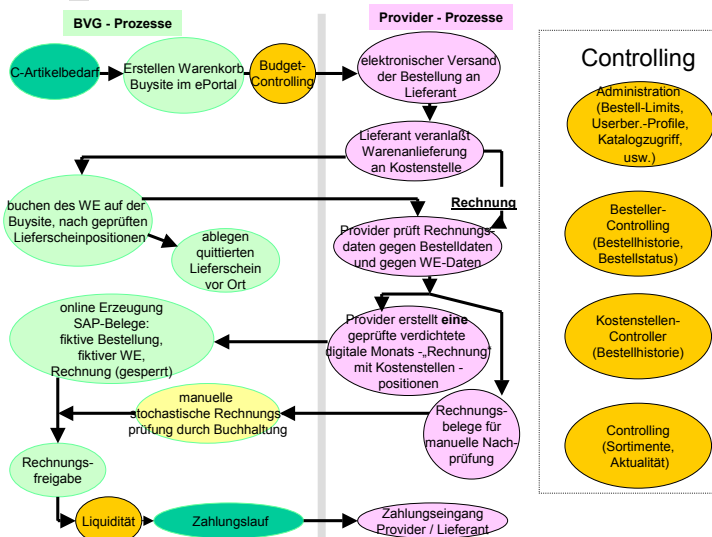 BVG - Prozesse
Provider - Prozesse
C-Artikelbedarf
Erstellen Warenkorb
Buysite im ePortal
Budget-
Controlling
elektronischer Versand
der Bestellung an
Lieferant
Lieferant veranlaßt
Warenanlieferung
an Kostenstelle
Rechnung
buchen des WE auf der
Buysite, nach geprüften
Lieferscheinpositionen
ablegen
quittierten
Lieferschein
vor Ort
Provider prüft Rechnungs-
daten gegen Bestelldaten
und gegen WE-Daten
online Erzeugung
SAP-Belege:
fiktive Bestellung,
fiktiver WE,
Rechnung (gesperrt)
Provider erstellt eine
geprüfte verdichtete
digitale Monats -„Rechnung“
mit Kostenstellen -
positionen
manuelle
stochastische Rechnungs
prüfung durch Buchhaltung
Rechnungs-
belege für
manuelle Nach-
prüfung
Rechnungs-
freigabe
Liquidität
Zahlungslauf
Zahlungseingang
Provider / Lieferant
Controlling
Administration
(Bestell-Limits,
Userber.-Profile,
Katalogzugriff,
usw.)
Besteller-
Controlling
(Bestellhistorie,
Bestellstatus)
Kostenstellen-
Controller
(Bestellhistorie)
Controlling
(Sortimente,
Aktualität)